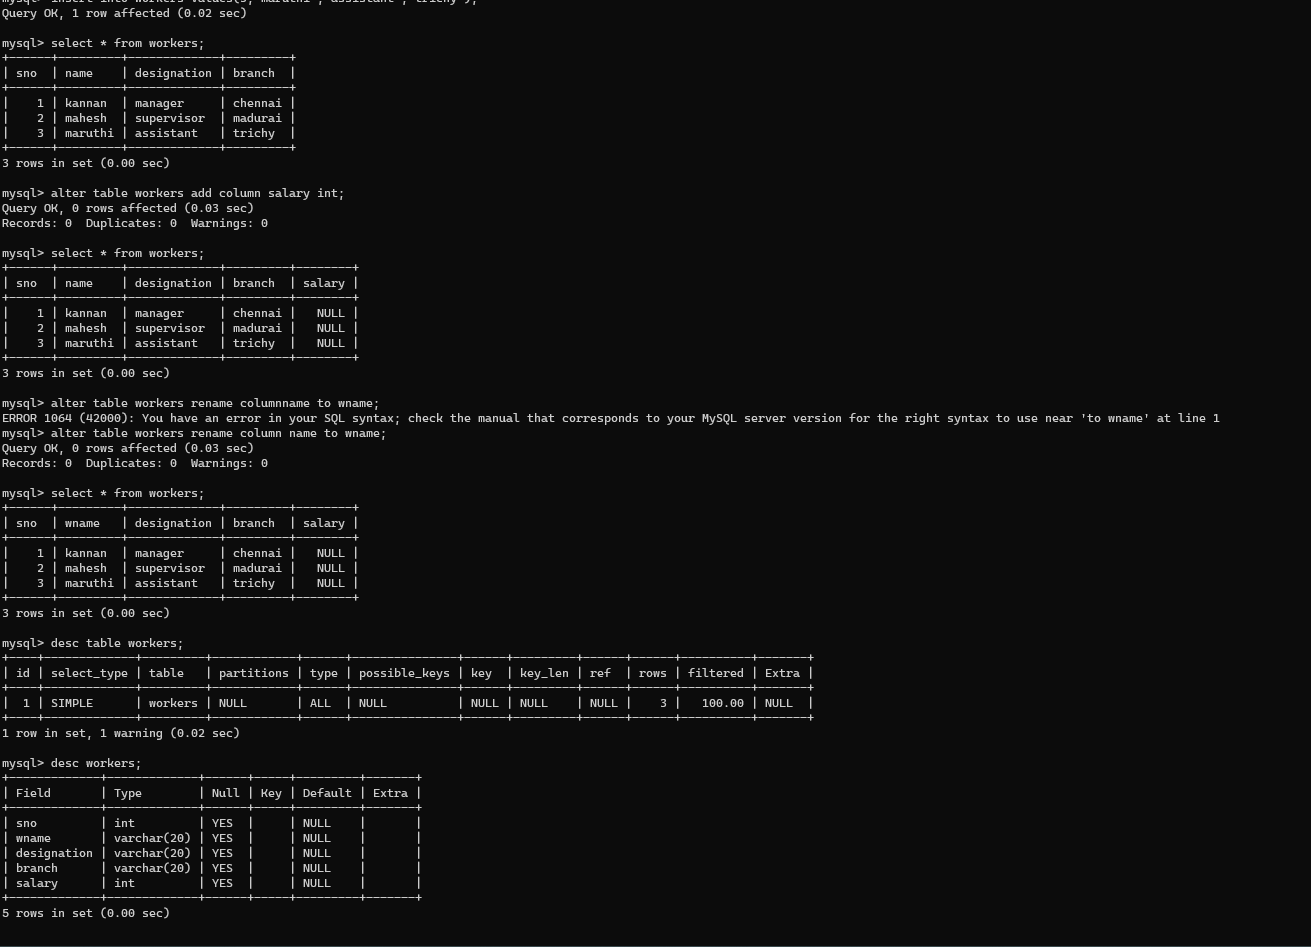 mysql> insert into workers values(3,'maruthi','assistant','trichy');
Query OK, 1 row affected (0.02 sec)

mysql> select * from workers;
+------+---------+-------------+---------+
| sno  | name    | designation | branch  |
+------+---------+-------------+---------+
|    1 | kannan  | manager     | chennai |
|    2 | mahesh  | supervisor  | madurai |
|    3 | maruthi | assistant   | trichy  |
+------+---------+-------------+---------+
3 rows in set (0.00 sec)

mysql> alter table workers add column salary int;
Query OK, 0 rows affected (0.03 sec)
Records: 0  Duplicates: 0  Warnings: 0

mysql> select * from workers;
+------+---------+-------------+---------+--------+
| sno  | name    | designation | branch  | salary |
+------+---------+-------------+---------+--------+
|    1 | kannan  | manager     | chennai |   NULL |
|    2 | mahesh  | supervisor  | madurai |   NULL |
|    3 | maruthi | assistant   | trichy  |   NULL |
+------+---------+-------------+---------+--------+
3 rows in set (0.00 sec)

mysql> alter table workers rename columnname to wname;
ERROR 1064 (42000): You have an error in your SQL syntax; check the manual that corresponds to your MySQL server version for the right syntax to use near 'to wname' at line 1
mysql> alter table workers rename column name to wname;
Query OK, 0 rows affected (0.03 sec)
Records: 0  Duplicates: 0  Warnings: 0

mysql> select * from workers;
+------+---------+-------------+---------+--------+
| sno  | wname   | designation | branch  | salary |
+------+---------+-------------+---------+--------+
|    1 | kannan  | manager     | chennai |   NULL |
|    2 | mahesh  | supervisor  | madurai |   NULL |
|    3 | maruthi | assistant   | trichy  |   NULL |
+------+---------+-------------+---------+--------+
3 rows in set (0.00 sec)

mysql> desc table workers;
+----+-------------+---------+------------+------+---------------+------+---------+------+------+----------+-------+
| id | select_type | table   | partitions | type | possible_keys | key  | key_len | ref  | rows | filtered | Extra |
+----+-------------+---------+------------+------+---------------+------+---------+------+------+----------+-------+
|  1 | SIMPLE      | workers | NULL       | ALL  | NULL          | NULL | NULL    | NULL |    3 |   100.00 | NULL  |
+----+-------------+---------+------------+------+---------------+------+---------+------+------+----------+-------+
1 row in set, 1 warning (0.02 sec)

mysql> desc workers;
+-------------+-------------+------+-----+---------+-------+
| Field       | Type        | Null | Key | Default | Extra |
+-------------+-------------+------+-----+---------+-------+
| sno         | int         | YES  |     | NULL    |       |
| wname       | varchar(20) | YES  |     | NULL    |       |
| designation | varchar(20) | YES  |     | NULL    |       |
| branch      | varchar(20) | YES  |     | NULL    |       |
| salary      | int         | YES  |     | NULL    |       |
+-------------+-------------+------+-----+---------+-------+
5 rows in set (0.00 sec)